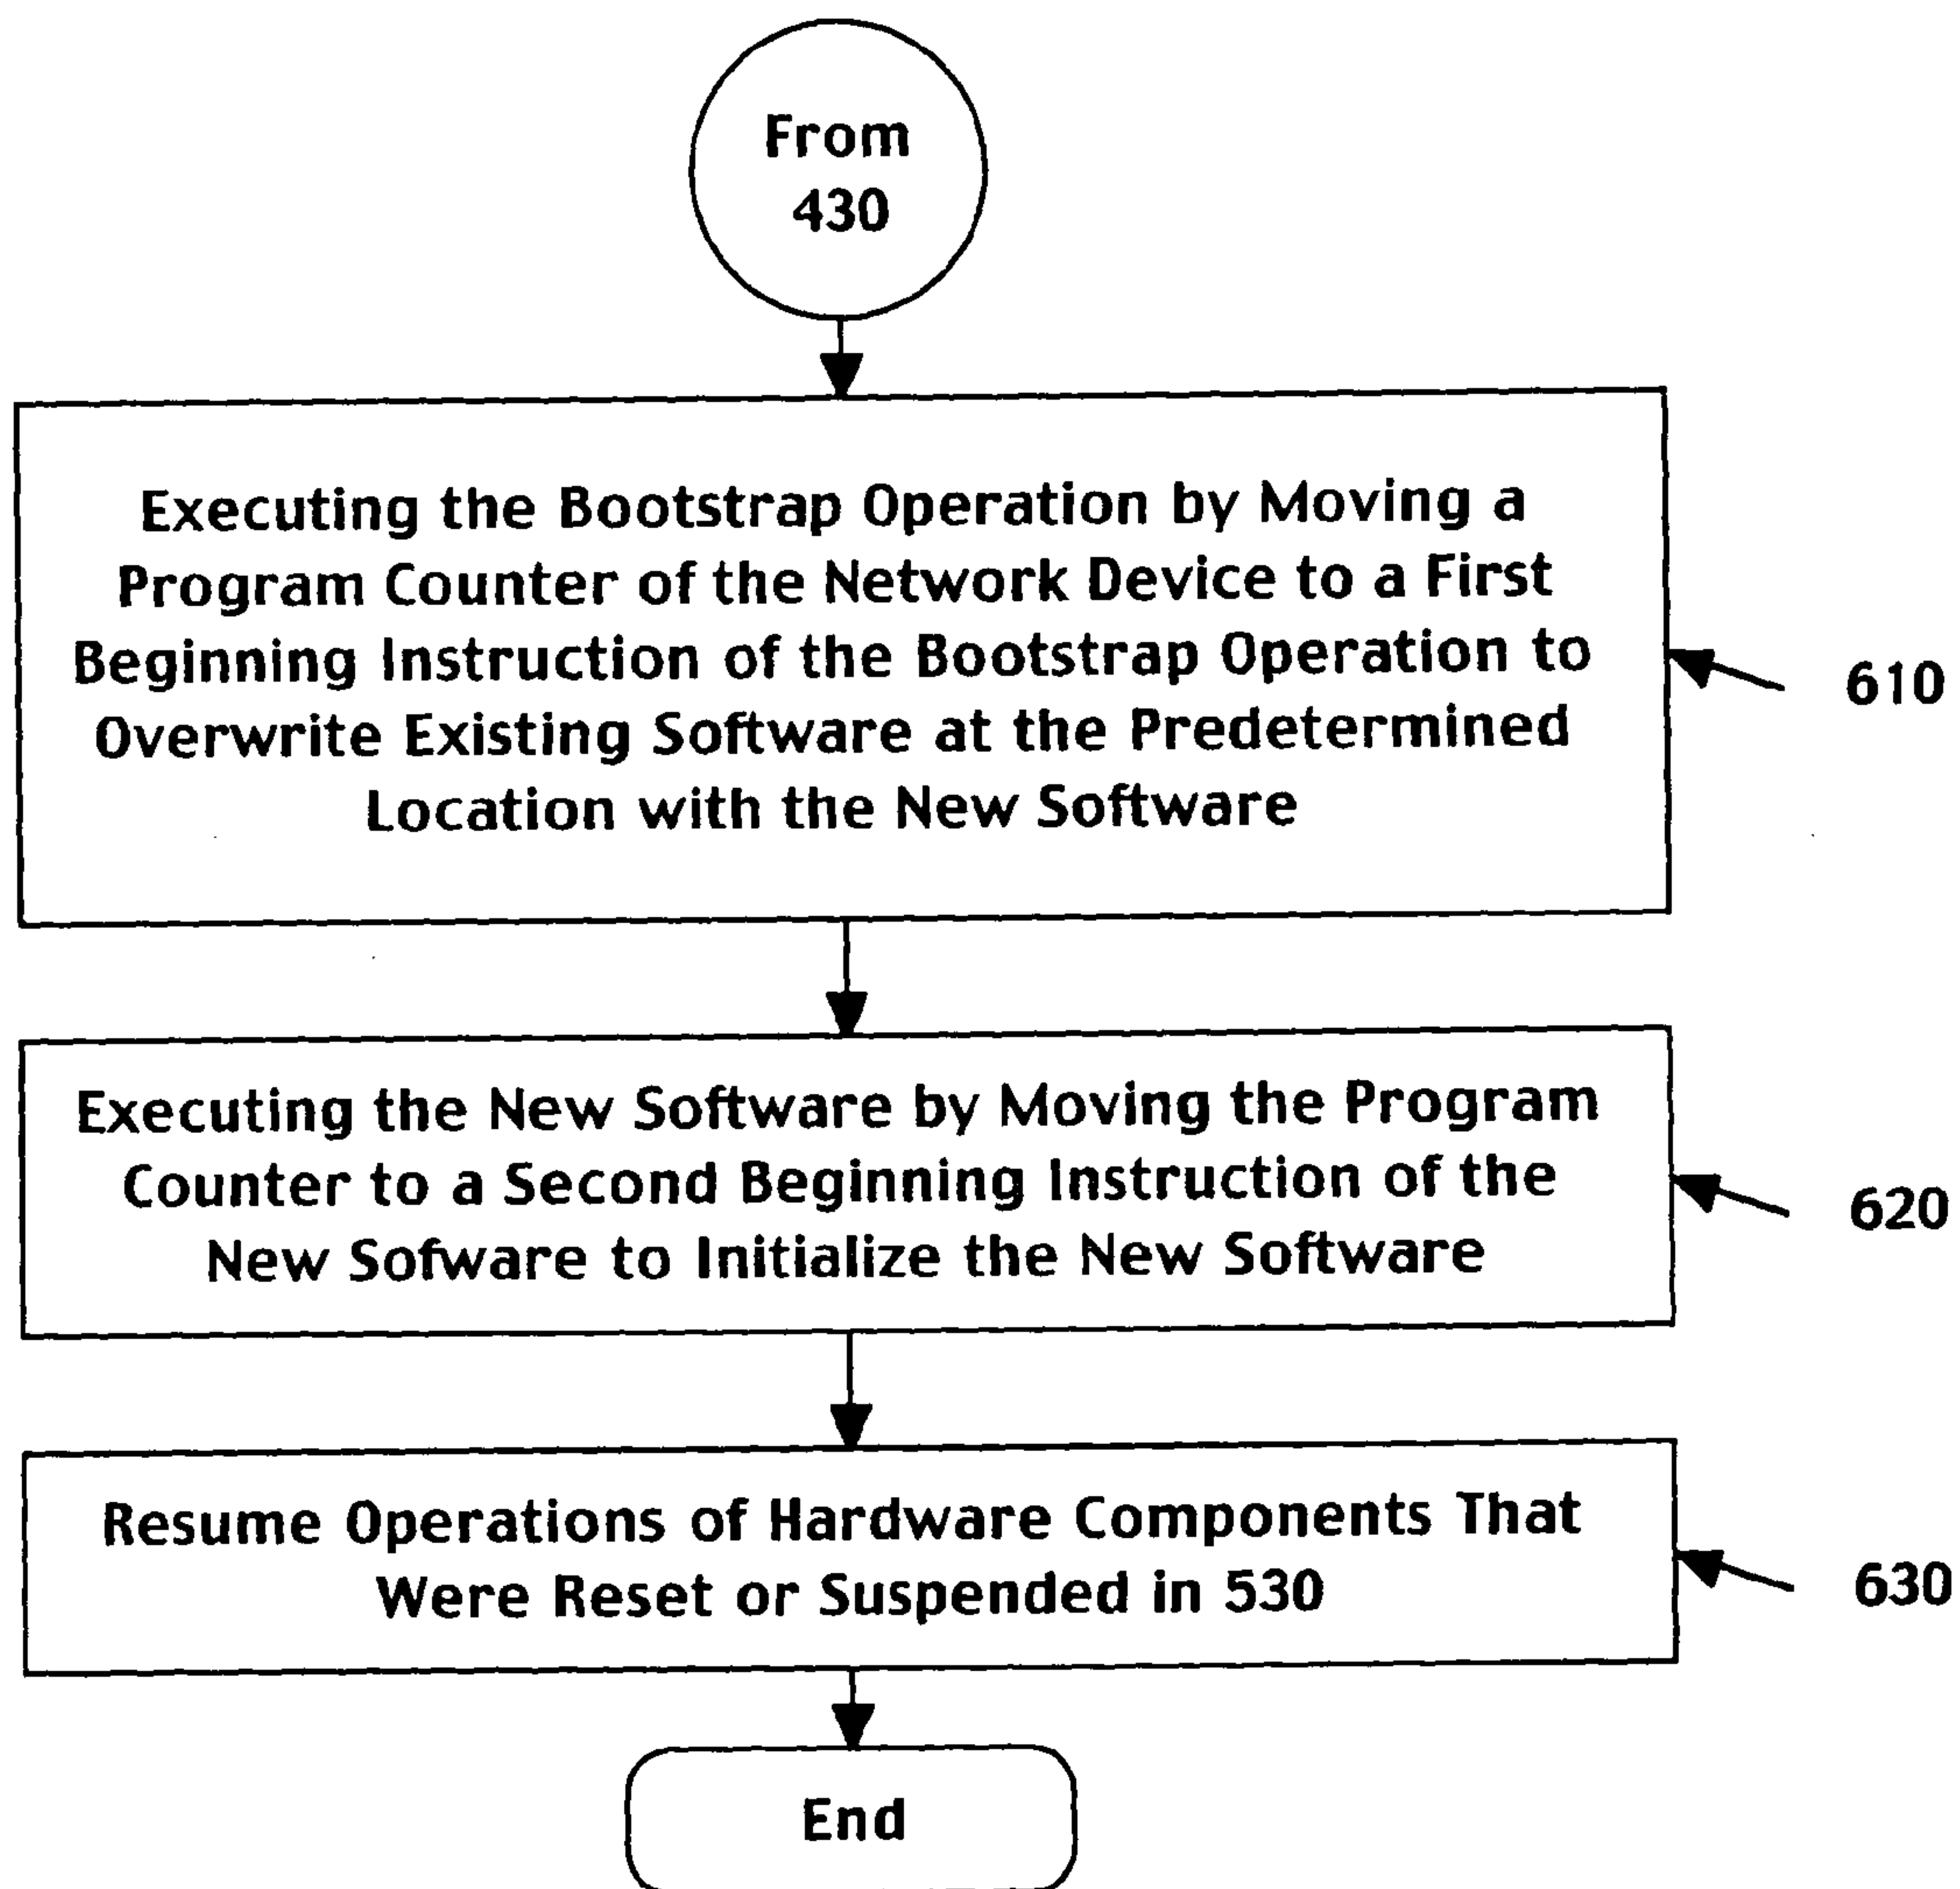 From
430
Executing the Bootstrap Operation by Moving a
Program Counter of the Network Device to a First
Beginning Instruction of the Bootstrap Operation to
Overwrite Existing Software at the Predetermined
Location with the New Software
610
Executing the New Software by Moving the Program
Counter to a Second Beginning Instruction of the
New Sofware to Initialize the New Software
620
Resume Operations of Hardware Components That
Were Reset or Suspended in 530
630
End